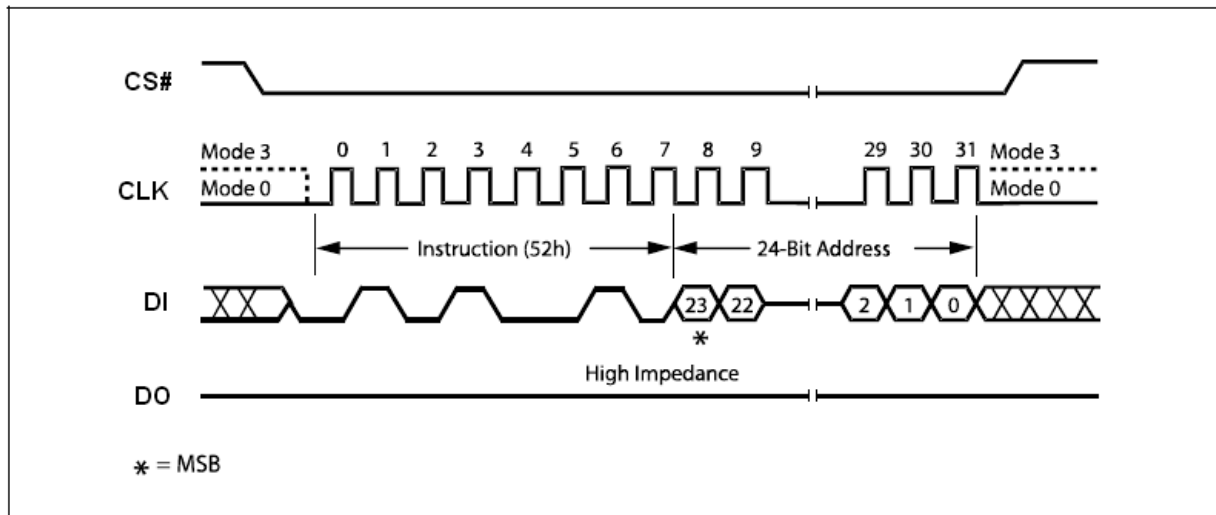 CS#
Mode 3 0 1 2 3 4 5 6 7 8 9 29 30 31 Mode 3
CLK Mode 0 Mode 0
Instruction (52h) 24-Bit Address
DI 23 22 2 1 0
*
High Impedance
DO
* = MSB